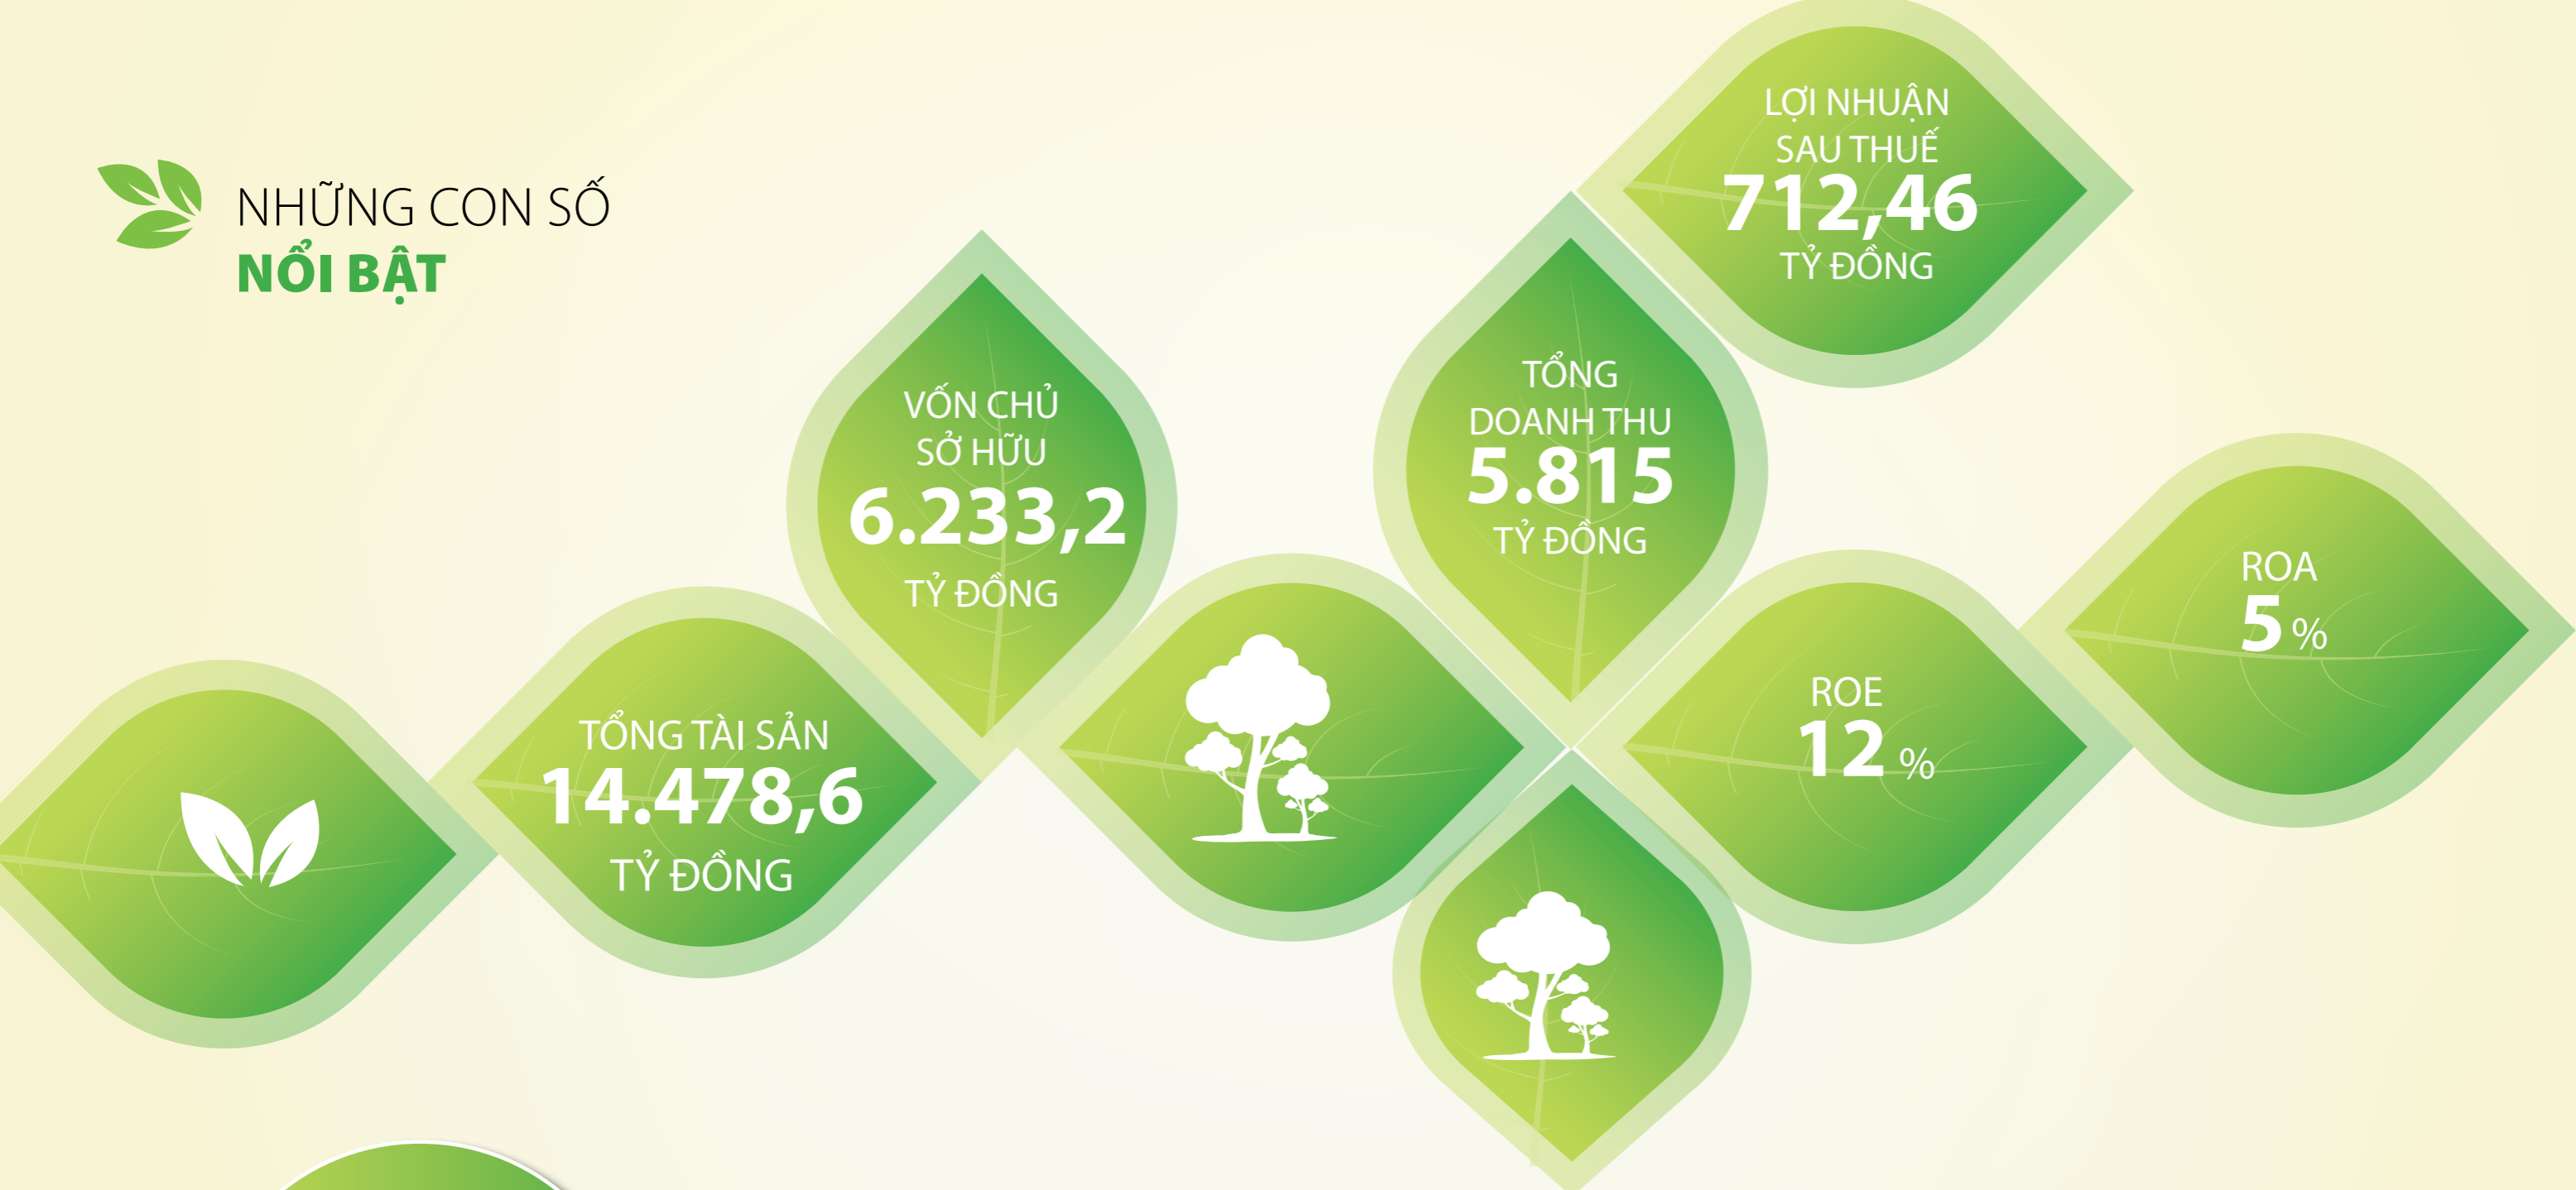 NHỮNG CON SỐ
NỔI BẬT
TỔNG TÀI SẢN
14.478,6
TỶ ĐỒNG
VỐN CHỦ
SỞ HỮU
6.233,2
TỶ ĐỒNG
TỔNG
DOANH THU
5.815
TỶ ĐỒNG
LỢI NHUẬN
SAU THUẾ
712,46
TỶ ĐỒNG
ROE
12 %
ROA
5 %